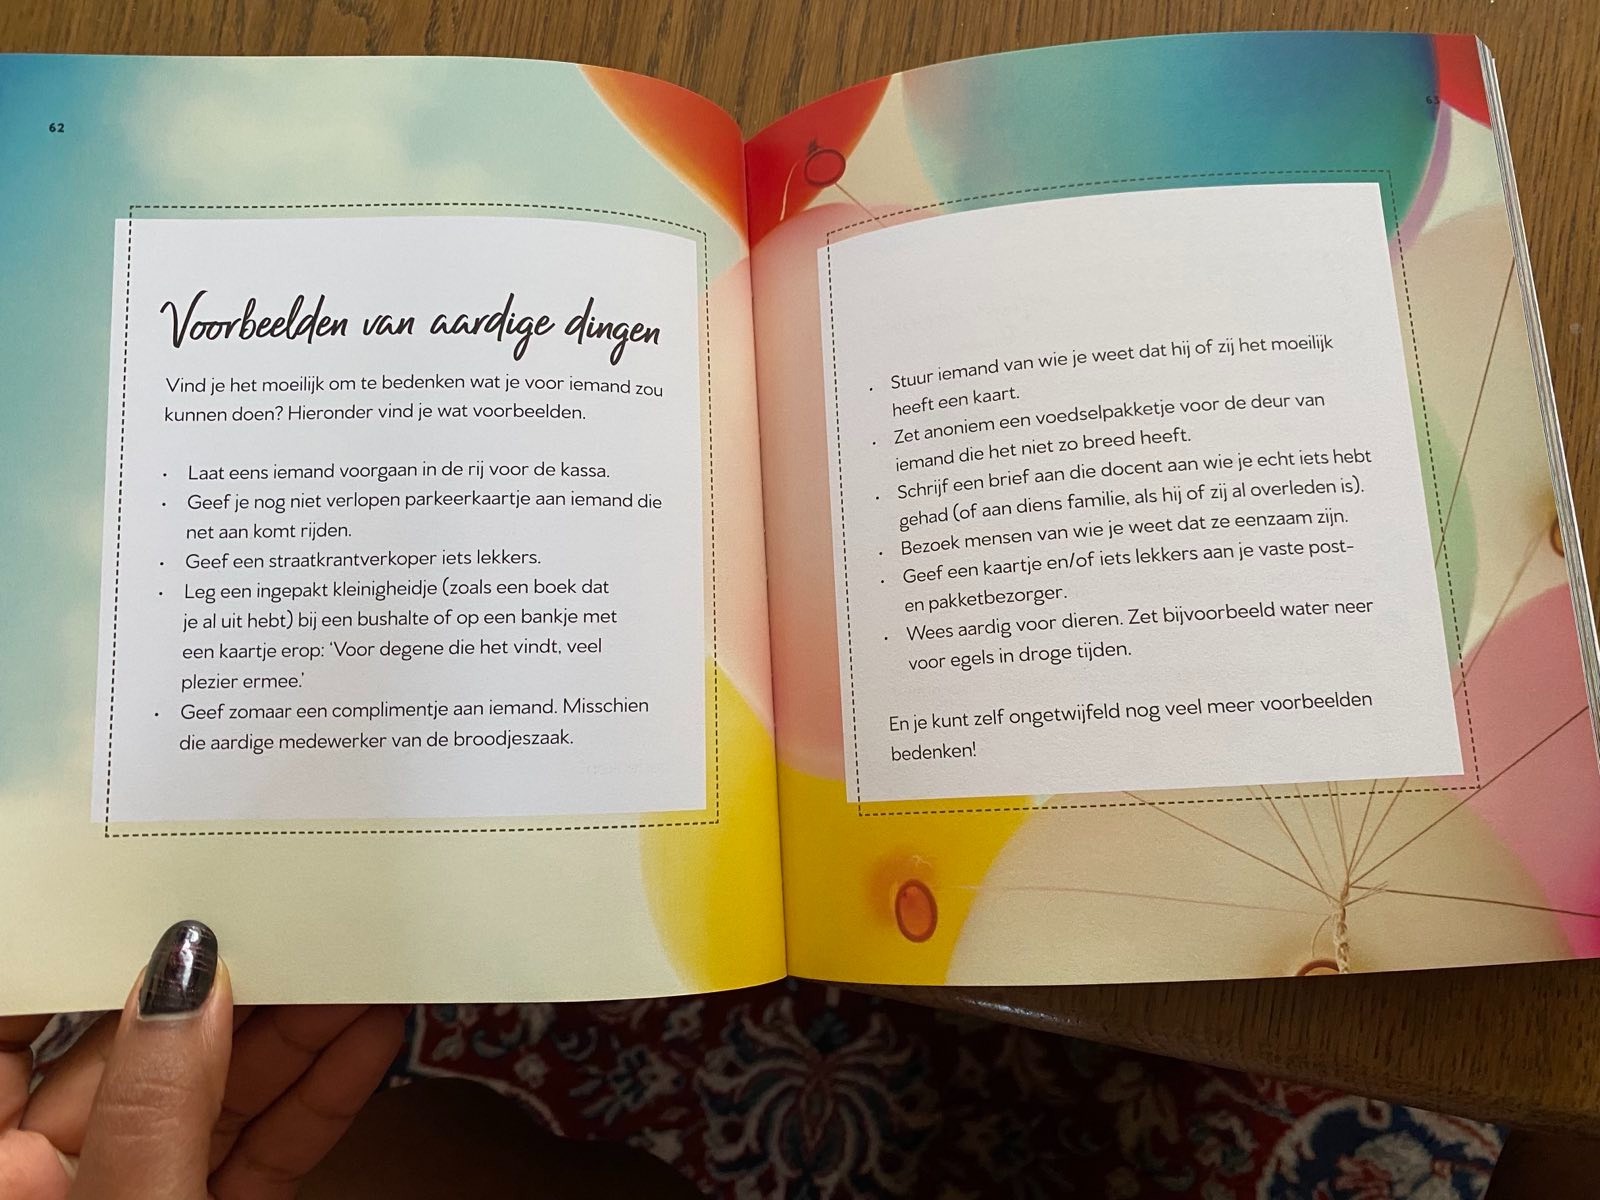 62
Voorbeelden van aardige dingen
Vind je het moeilijk om te bedenken wat je voor iemand zou
kunnen doen? Hieronder vind je wat voorbeelden.
• Laat eens iemand voorgaan in de rij voor de kassa.
• Geef je nog niet verlopen parkeerkaartje aan iemand die
net aan komt rijden.
• Geef een straatkrantverkoper iets lekkers.
• Leg een ingepakt kleinigheidje (zoals een boek dat
je al uit hebt) bij een bushalte of op een bankje met
een kaartje erop: ‘Voor degene die het vindt, veel
plezier ermee.’
• Geef zomaar een complimentje aan iemand. Misschien
die aardige medewerker van de broodjeszaak.
63
• Stuur iemand van wie je weet dat hij of zij het moeilijk
heeft een kaart.
• Zet anoniem een voedselpakketje voor de deur van
iemand die het niet zo breed heeft.
• Schrijf een brief aan die docent aan wie je echt iets hebt
gehad (of aan diens familie, als hij of zij al overleden is).
• Bezoek mensen van wie je weet dat ze eenzaam zijn.
• Geef een kaartje en/of iets lekkers aan je vaste post-
en pakketbezorger.
• Wees aardig voor dieren. Zet bijvoorbeeld water neer
voor egels in droge tijden.
En je kunt zelf ongetwijfeld nog veel meer voorbeelden
bedenken!